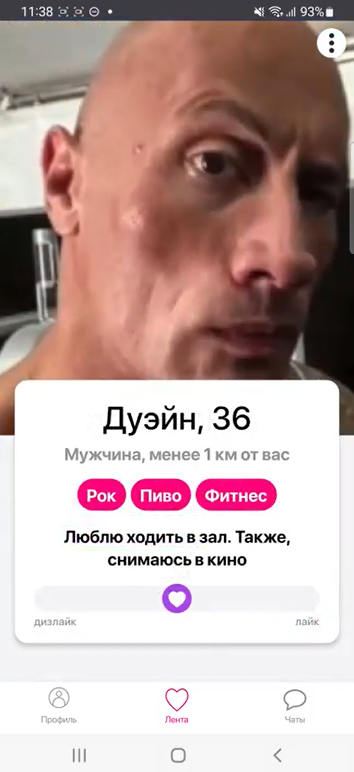 11:38
93%
Дуэйн, 36
Мужчина, менее 1 км от вас
Рок Пиво Фитнес
Люблю ходить в зал. Также,
снимаюсь в кино
дизлайк лайк
Профиль Лента Чаты